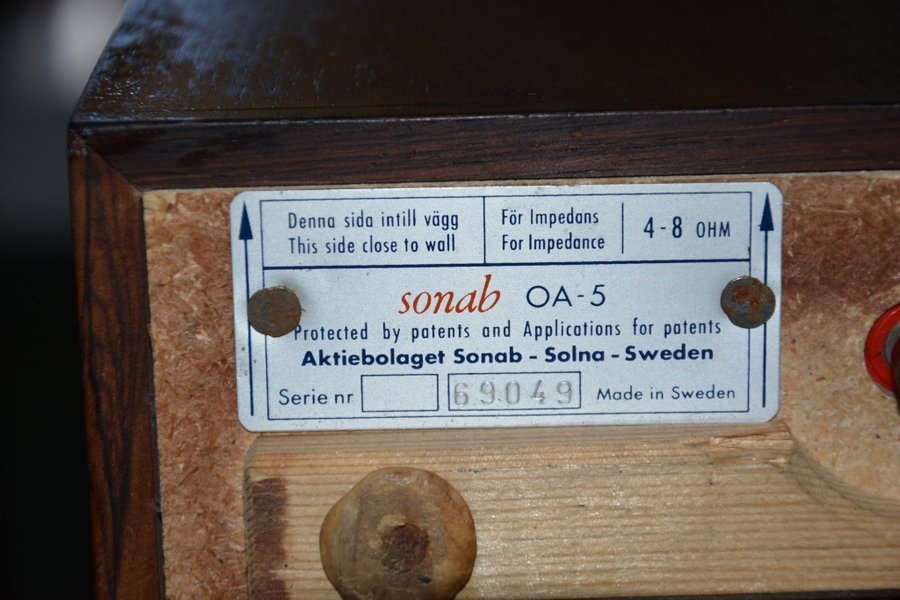 Denna sida intill vägg
This side close to wall
För Impedans
For Impedance
4-8 OHM
sonab OA-5
Protected by patents and Applications for patents
Aktiebolaget Sonab - Solna - Sweden
Serie nr 69049 Made in Sweden